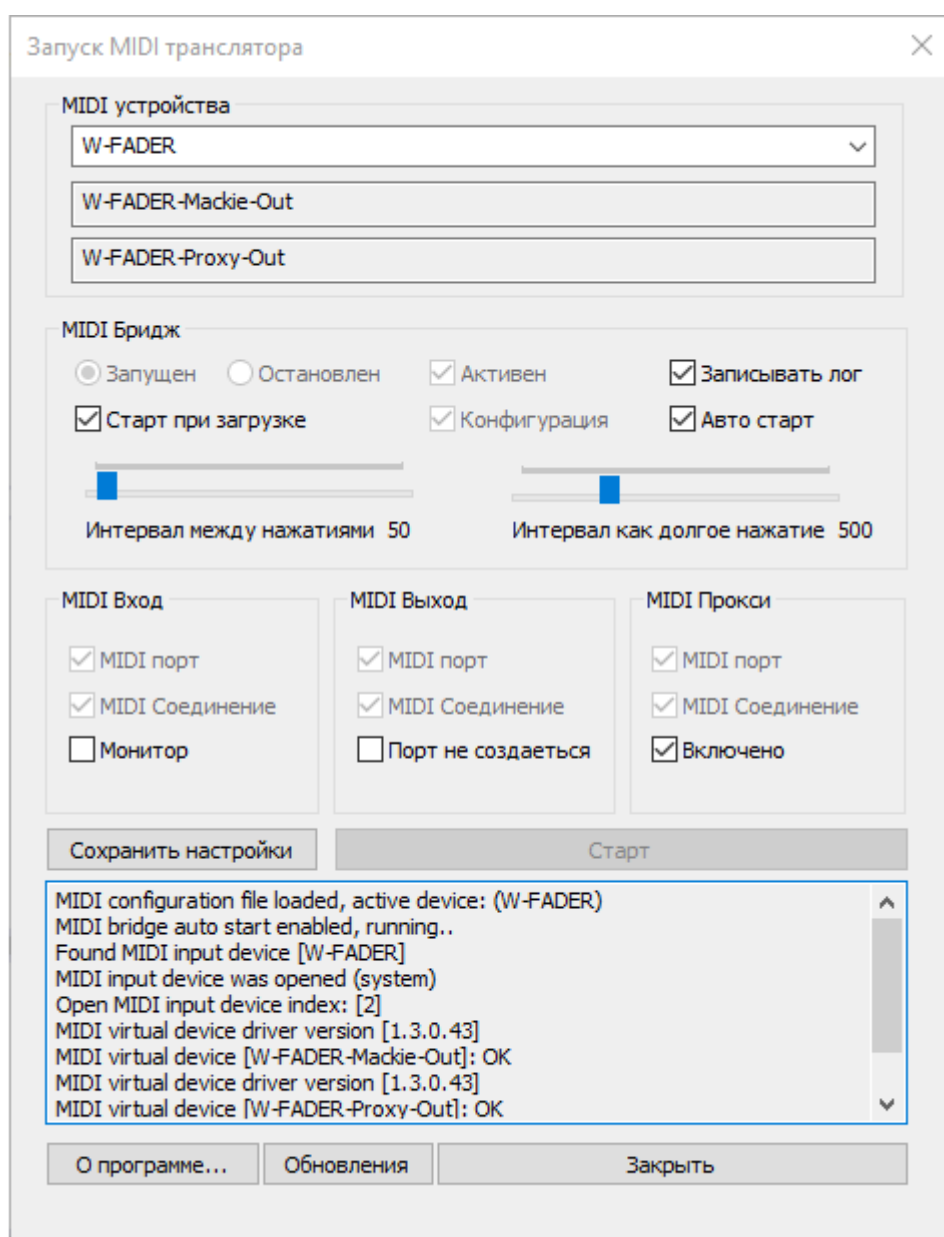 Запуск MIDI транслятора
MIDI устройства
W-FADER
W-FADER-Mackie-Out
W-FADER-Proxy-Out
MIDI Бридж
Запущен Остановлен Активен Записывать лог
Старт при загрузке Конфигурация Авто старт
Интервал между нажатиями 50 Интервал как долгое нажатие 500
MIDI Вход MIDI Выход MIDI Прокси
MIDI порт MIDI порт MIDI порт
MIDI Соединение MIDI Соединение MIDI Соединение
Монитор Порт не создаеться Включено
Сохранить настройки Старт
MIDI configuration file loaded, active device: (W-FADER)
MIDI bridge auto start enabled, running..
Found MIDI input device [W-FADER]
MIDI input device was opened (system)
Open MIDI input device index: [2]
MIDI virtual device driver version [1.3.0.43]
MIDI virtual device [W-FADER-Mackie-Out]: OK
MIDI virtual device driver version [1.3.0.43]
MIDI virtual device [W-FADER-Proxy-Out]: OK
О программе... Обновления Закрыть